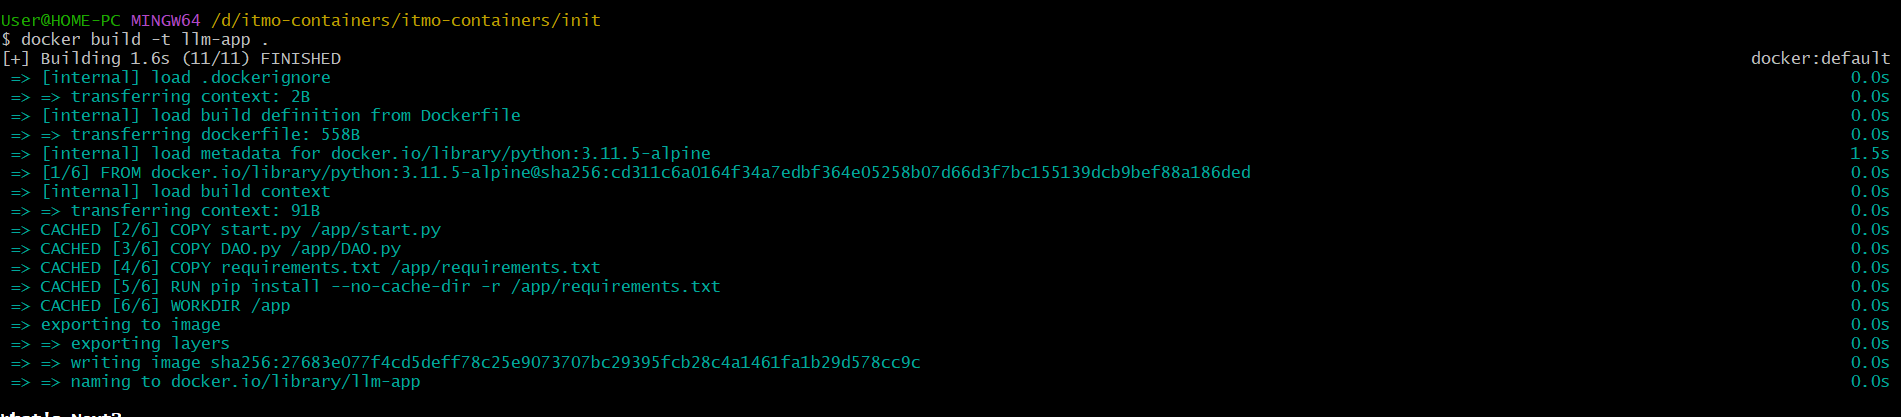 User@HOME-PC MINGW64 /d/itmo-containers/itmo-containers/init
$ docker build -t llm-app .
[+] Building 1.6s (11/11) FINISHED docker:default
=> [internal] load .dockerignore 0.0s
=> => transferring context: 2B 0.0s
=> [internal] load build definition from Dockerfile 0.0s
=> => transferring dockerfile: 558B 0.0s
=> [internal] load metadata for docker.io/library/python:3.11.5-alpine 1.5s
=> [1/6] FROM docker.io/library/python:3.11.5-alpine@sha256:cd311c6a0164f34a7edbf364e05258b07d66d3f7bc155139dcb9bef88a186ded 0.0s
=> [internal] load build context 0.0s
=> => transferring context: 91B 0.0s
=> CACHED [2/6] COPY start.py /app/start.py 0.0s
=> CACHED [3/6] COPY DAO.py /app/DAO.py 0.0s
=> CACHED [4/6] COPY requirements.txt /app/requirements.txt 0.0s
=> CACHED [5/6] RUN pip install --no-cache-dir -r /app/requirements.txt 0.0s
=> CACHED [6/6] WORKDIR /app 0.0s
=> exporting to image 0.0s
=> => exporting layers 0.0s
=> => writing image sha256:27683e077f4cd5deff78c25e9073707bc29395fcb28c4a1461fa1b29d578cc9c 0.0s
=> => naming to docker.io/library/llm-app 0.0s
What's Next?